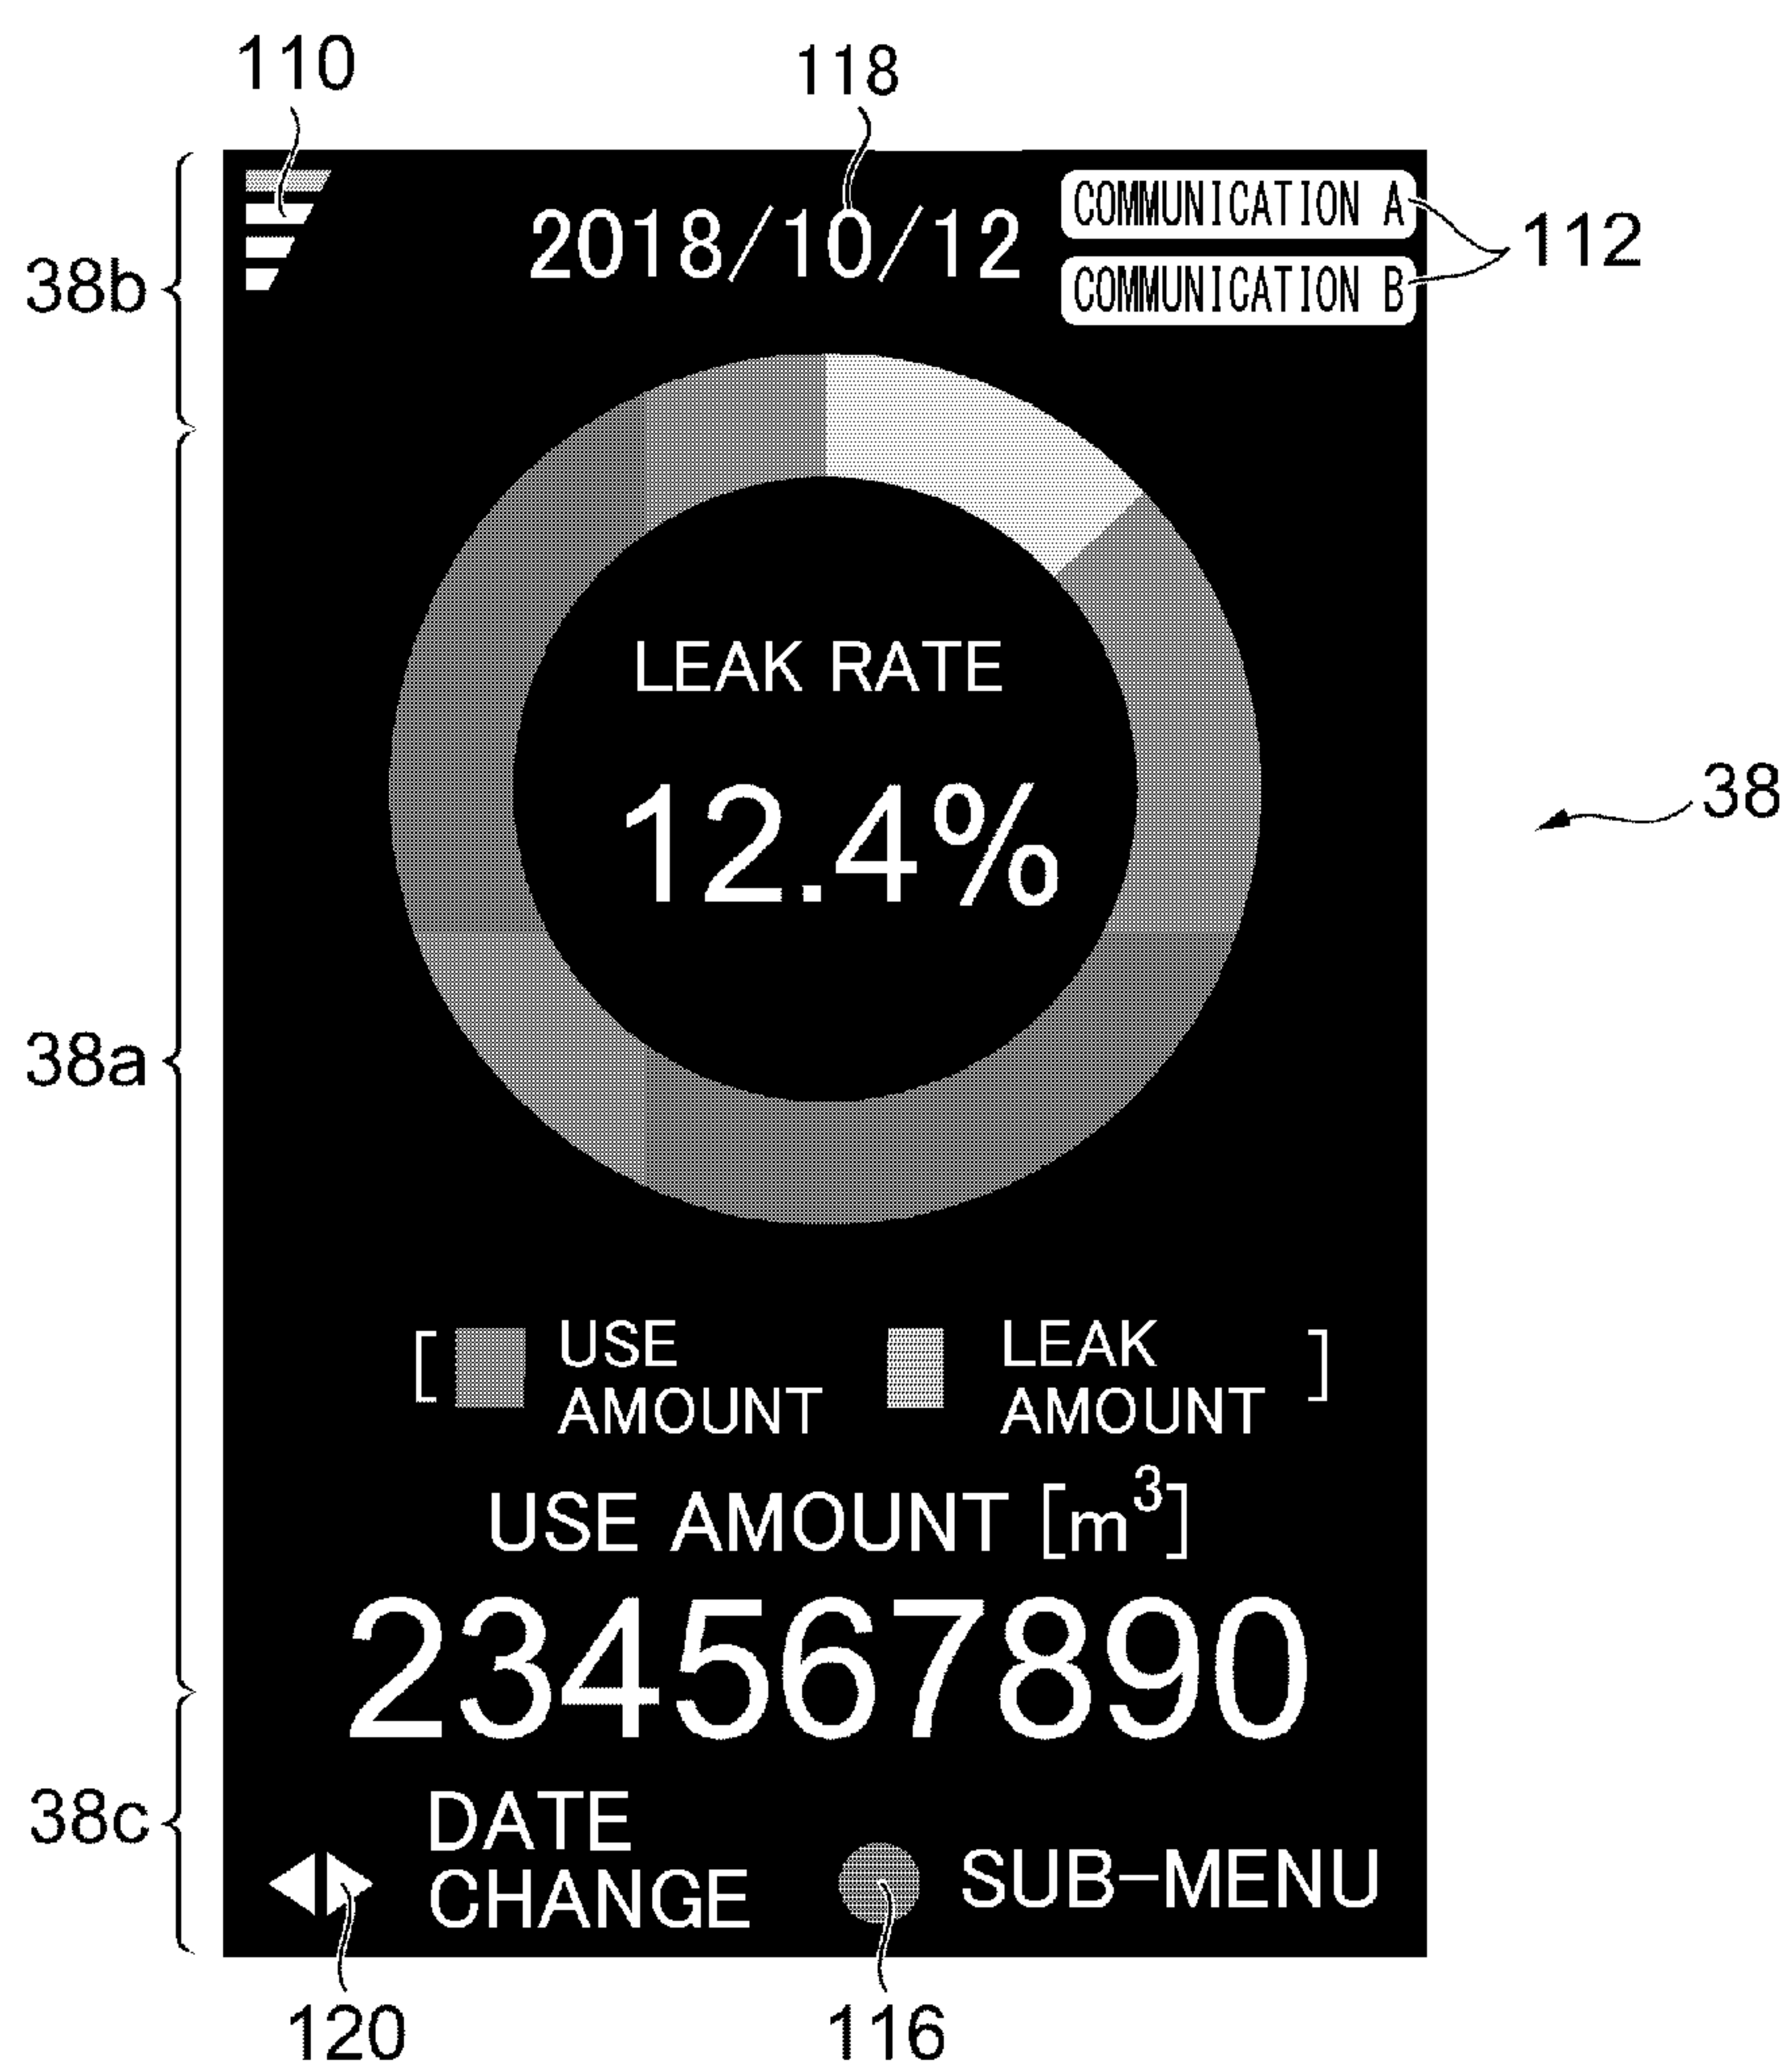 110
118
2018/10/12
COMMUNICATION A
COMMUNICATION B
112
38b
LEAK RATE
12.4%
38
38a
[ USE AMOUNT LEAK AMOUNT ]
USE AMOUNT [m³]
234567890
38c
DATE
CHANGE
SUB-MENU
120
116